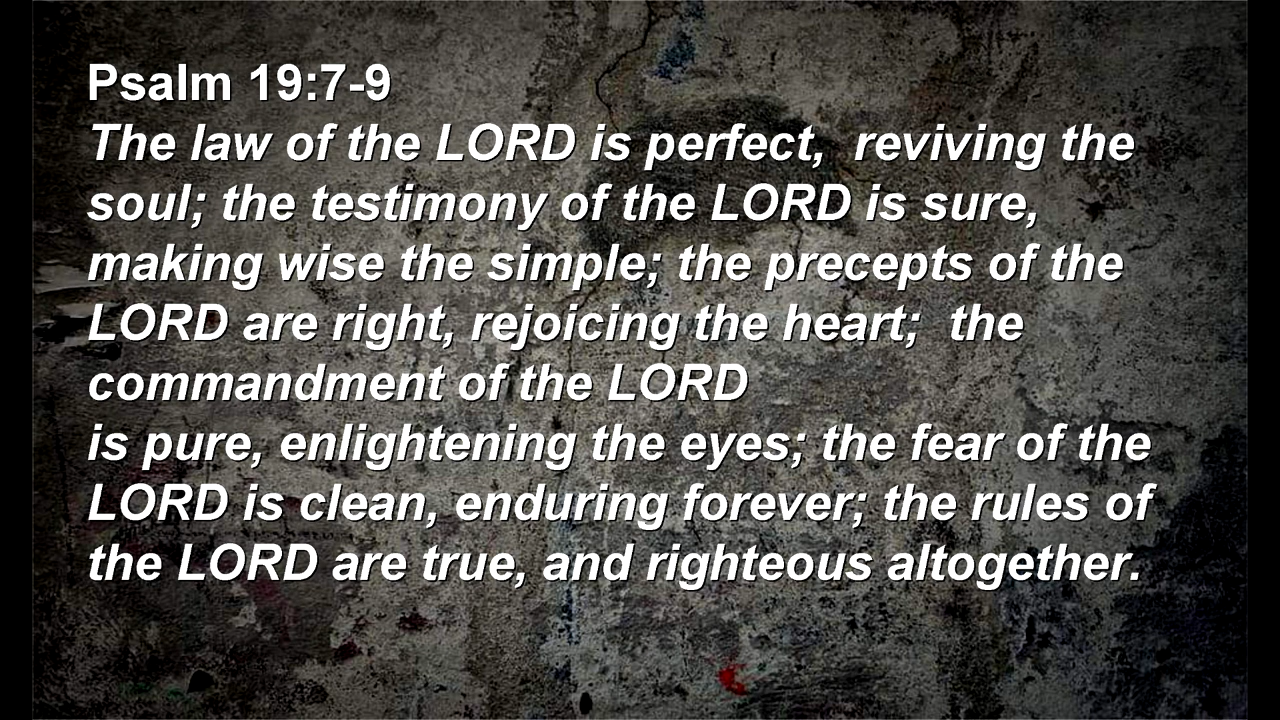 Psalm 19:7-9
The law of the LORD is perfect,  reviving the
soul; the testimony of the LORD is sure,
making wise the simple; the precepts of the
LORD are right, rejoicing the heart;  the
commandment of the LORD
is pure, enlightening the eyes; the fear of the
LORD is clean, enduring forever; the rules of
the LORD are true, and righteous altogether.